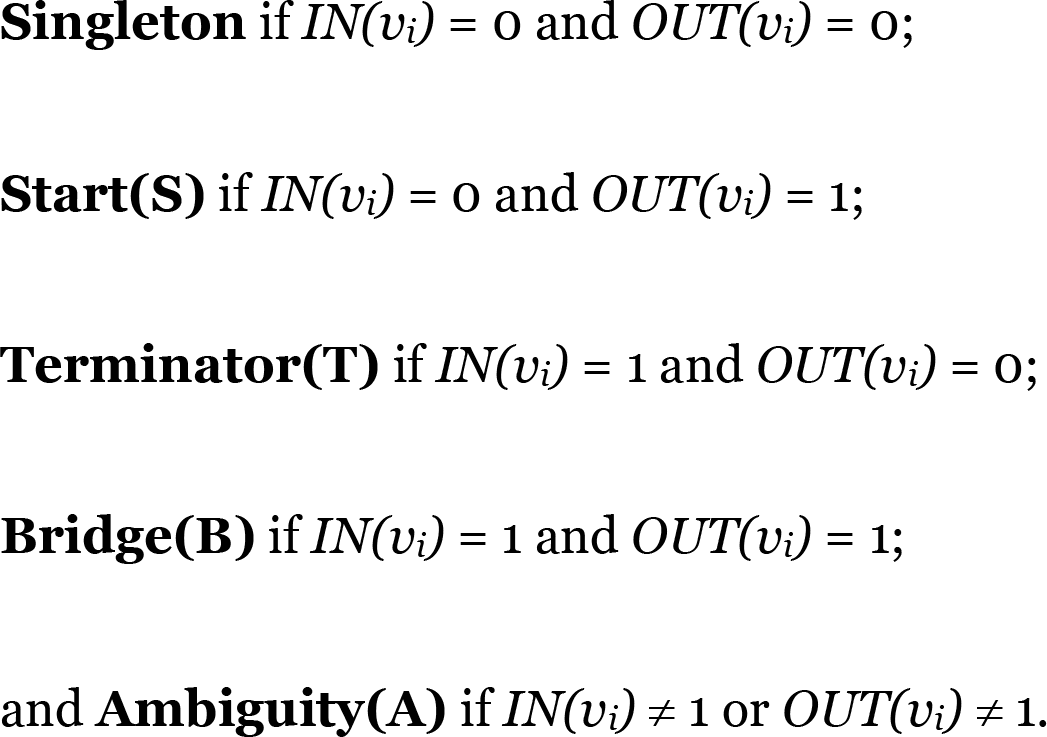 Singleton if IN(vᵢ) = 0 and OUT(vᵢ) = 0;
Start(S) if IN(vᵢ) = 0 and OUT(vᵢ) = 1;
Terminator(T) if IN(vᵢ) = 1 and OUT(vᵢ) = 0;
Bridge(B) if IN(vᵢ) = 1 and OUT(vᵢ) = 1;
and Ambiguity(A) if IN(vᵢ) ≠ 1 or OUT(vᵢ) ≠ 1.